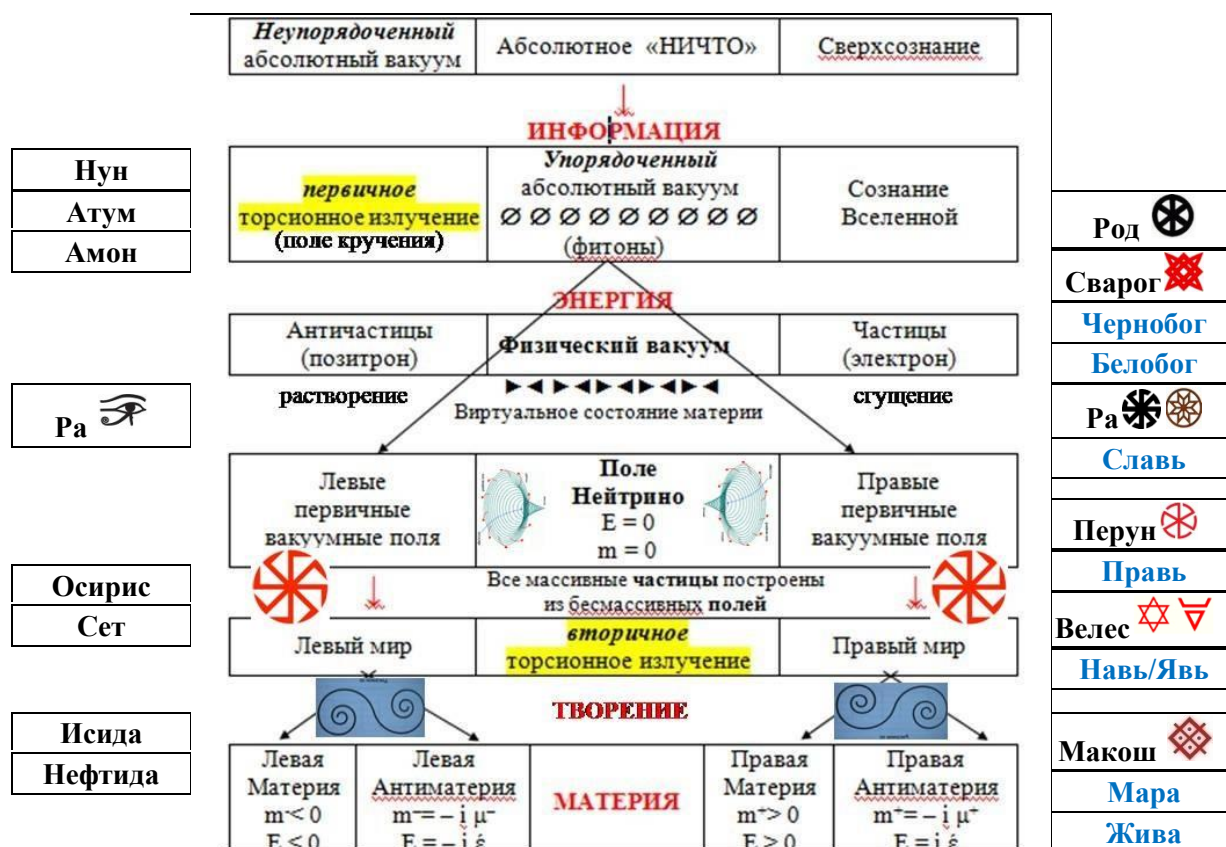 Неупорядоченный
абсолютный вакуум
Абсолютное «НИЧТО»
Сверхсознание
ИНФОРМАЦИЯ
Нун
Атум
Амон
первичное
торсионное излучение
(поле кручения)
Упорядоченный
абсолютный вакуум
Ø Ø Ø Ø Ø Ø Ø Ø Ø
(фитоны)
Сознание
Вселенной
Род
Сварог
Чернобог
Белобог
ЭНЕРГИЯ
Античастицы
(позитрон)
Физический вакуум
Частицы
(электрон)
растворение
сгущение
Виртуальное состояние материи
Ра
Ра
Славь
Левые
первичные
вакуумные поля
Поле
Нейтрино
E = 0
m = 0
Правые
первичные
вакуумные поля
Перун
Правь
Все массивные частицы построены
из бесмассивных полей
Осирис
Сет
Велес
Навь/Явь
Левый мир
вторичное
торсионное излучение
Правый мир
ТВОРЕНИЕ
Исида
Нефтида
Левая
Материя
m⁻< 0
E < 0
Левая
Антиматерия
m⁻= – i μ⁻
E = – i έ
МАТЕРИЯ
Правая
Материя
m⁺> 0
E > 0
Правая
Антиматерия
m⁺= – i μ⁺
E = i έ
Макош
Мара
Жива